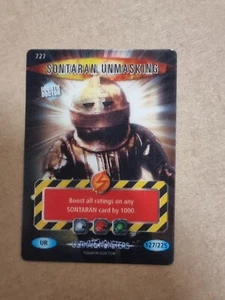 727
SONTARAN UNMASKING
Boost all ratings on any
SONTARAN card by 1000.
UR
127/225